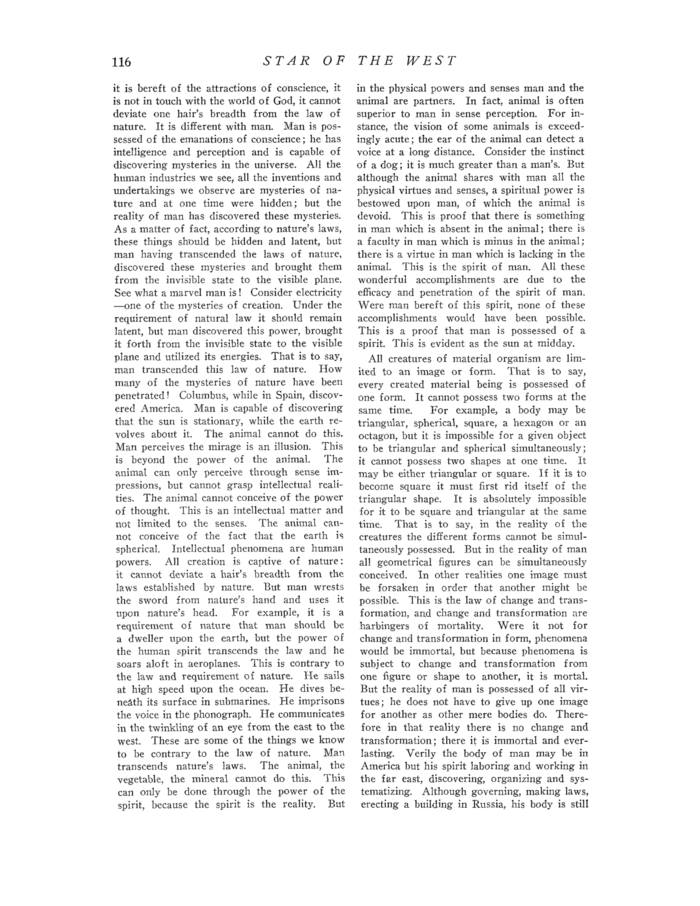 116
STAR OF THE WEST
it is bereft of the attractions of conscience, it
is not in touch with the world of God, it cannot
deviate one hair's breadth from the law of
nature. It is different with man. Man is pos-
sessed of the emanations of conscience; he has
intelligence and perception and is capable of
discovering mysteries in the universe. All the
human industries we see, all the inventions and
undertakings we observe are mysteries of na-
ture and at one time were hidden; but the
reality of man has discovered these mysteries.
As a matter of fact, according to nature's laws,
these things should be hidden and latent, but
man having transcended the laws of nature,
discovered these mysteries and brought them
from the invisible state to the visible plane.
See what a marvel man is! Consider electricity
—one of the mysteries of creation. Under the
requirement of natural law it should remain
latent, but man discovered this power, brought
it forth from the invisible state to the visible
plane and utilized its energies. That is to say,
man transcended this law of nature. How
many of the mysteries of nature have been
penetrated! Columbus, while in Spain, discov-
ered America. Man is capable of discovering
that the sun is stationary, while the earth re-
volves about it. The animal cannot do this.
Man perceives the mirage is an illusion. This
is beyond the power of the animal. The
animal can only perceive through sense im-
pressions, but cannot grasp intellectual reali-
ties. The animal cannot conceive of the power
of thought. This is an intellectual matter and
not limited to the senses. The animal can-
not conceive of the fact that the earth is
spherical. Intellectual phenomena are human
powers. All creation is captive of nature:
it cannot deviate a hair's breadth from the
laws established by nature. But man wrests
the sword from nature's hand and uses it
upon nature's head. For example, it is a
requirement of nature that man should be
a dweller upon the earth, but the power of
the human spirit transcends the law and he
soars aloft in aeroplanes. This is contrary to
the law and requirement of nature. He sails
at high speed upon the ocean. He dives be-
neath its surface in submarines. He imprisons
the voice in the phonograph. He communicates
in the twinkling of an eye from the east to the
west. These are some of the things we know
to be contrary to the law of nature. Man
transcends nature's laws. The animal, the
vegetable, the mineral cannot do this. This
can only be done through the power of the
spirit, because the spirit is the reality. But
in the physical powers and senses man and the
animal are partners. In fact, animal is often
superior to man in sense perception. For in-
stance, the vision of some animals is exceed-
ingly acute; the ear of the animal can detect a
voice at a long distance. Consider the instinct
of a dog; it is much greater than a man's. But
although the animal shares with man all the
physical virtues and senses, a spiritual power is
bestowed upon man, of which the animal is
devoid. This is proof that there is something
in man which is absent in the animal; there is
a faculty in man which is minus in the animal;
there is a virtue in man which is lacking in the
animal. This is the spirit of man. All these
wonderful accomplishments are due to the
efficacy and penetration of the spirit of man.
Were man bereft of this spirit, none of these
accomplishments would have been possible.
This is a proof that man is possessed of a
spirit. This is evident as the sun at midday.
All creatures of material organism are lim-
ited to an image or form. That is to say,
every created material being is possessed of
one form. It cannot possess two forms at the
same time. For example, a body may be
triangular, spherical, square, a hexagon or an
octagon, but it is impossible for a given object
to be triangular and spherical simultaneously;
it cannot possess two shapes at one time. It
may be either triangular or square. If it is to
become square it must first rid itself of the
triangular shape. It is absolutely impossible
for it to be square and triangular at the same
time. That is to say, in the reality of the
creatures the different forms cannot be simul-
taneously possessed. But in the reality of man
all geometrical figures can be simultaneously
conceived. In other realities one image must
be forsaken in order that another might be
possible. This is the law of change and trans-
formation, and change and transformation are
harbingers of mortality. Were it not for
change and transformation in form, phenomena
would be immortal, but because phenomena is
subject to change and transformation from
one figure or shape to another, it is mortal.
But the reality of man is possessed of all vir-
tues; he does not have to give up one image
for another as other mere bodies do. There-
fore in that reality there is no change and
transformation; there it is immortal and ever-
lasting. Verily the body of man may be in
America but his spirit laboring and working in
the far east, discovering, organizing and sys-
tematizing. Although governing, making laws,
erecting a building in Russia, his body is still